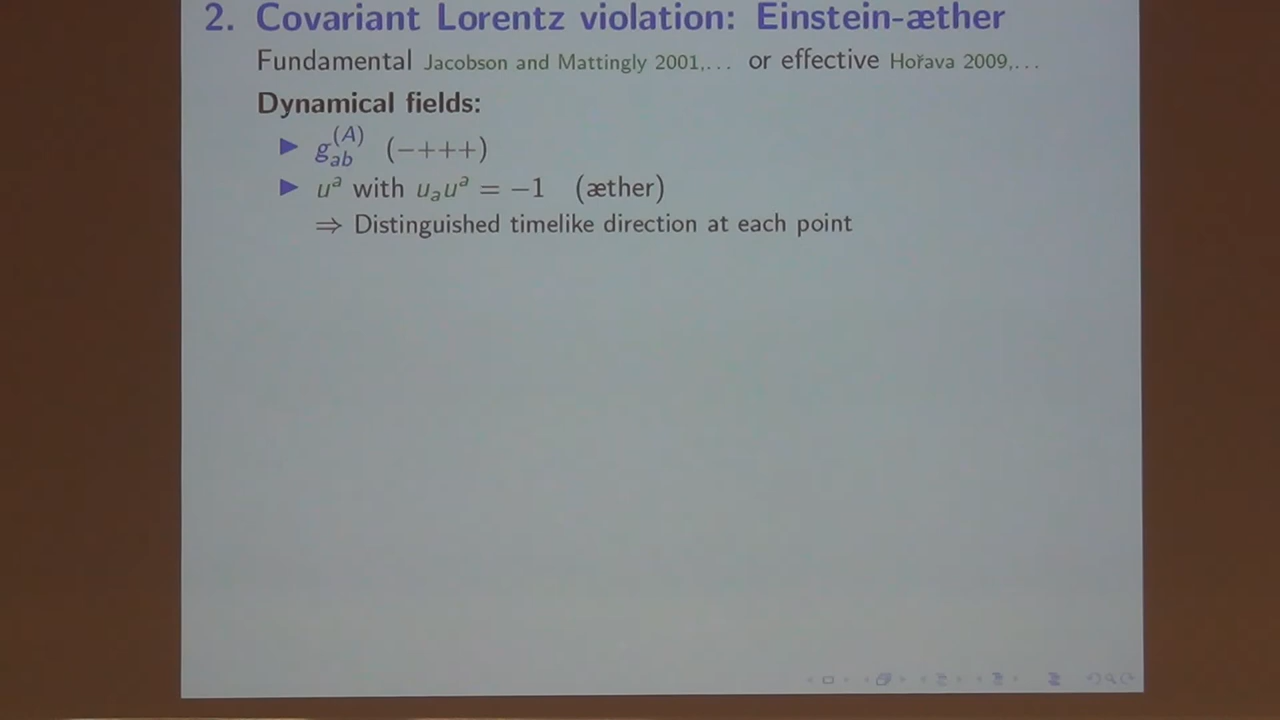 2. Covariant Lorentz violation: Einstein-æther
Fundamental Jacobson and Mattingly 2001,... or effective Hořava 2009,...
Dynamical fields:
▶ g_{ab}^{(A)} (−+++)
▶ u^a with u_a u^a = −1 (æther)
⇒ Distinguished timelike direction at each point